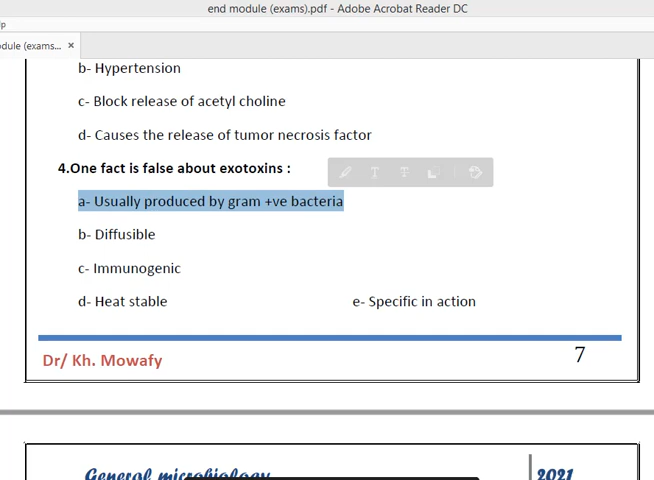 end module (exams).pdf - Adobe Acrobat Reader DC
lp
odule (exams... ×
b- Hypertension
c- Block release of acetyl choline
d- Causes the release of tumor necrosis factor
4.One fact is false about exotoxins :
a- Usually produced by gram +ve bacteria
b- Diffusible
c- Immunogenic
d- Heat stable e- Specific in action
Dr/ Kh. Mowafy 7
General microbiology 2021